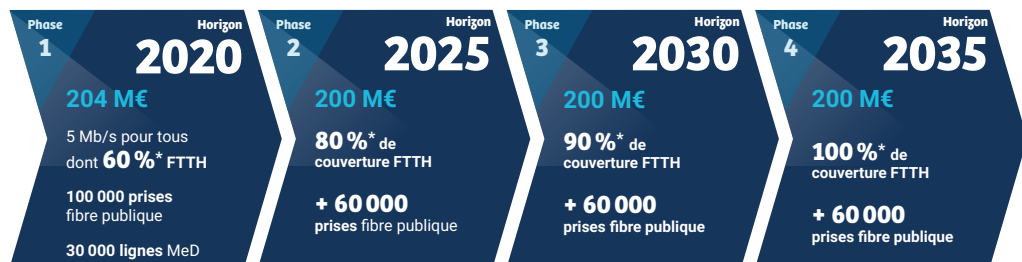 Phase
1
Horizon
2020
204 M€
5 Mb/s pour tous
dont 60 %* FTTH
100 000 prises
fibre publique
30 000 lignes MeD
Phase
2
Horizon
2025
200 M€
80 %* de
couverture FTTH
+ 60 000
prises fibre publique
Phase
3
Horizon
2030
200 M€
90 %* de
couverture FTTH
+ 60 000
prises fibre publique
Phase
4
Horizon
2035
200 M€
100 %* de
couverture FTTH
+ 60 000
prises fibre publique